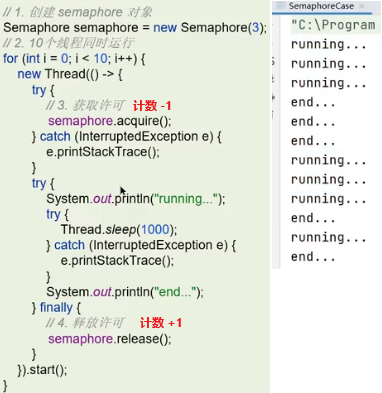 // 1. 创建 semaphore 对象
Semaphore semaphore = new Semaphore(3);
// 2. 10个线程同时运行
for (int i = 0; i < 10; i++) {
new Thread(() -> {
try {
// 3. 获取许可 计数 -1
semaphore.acquire();
} catch (InterruptedException e) {
e.printStackTrace();
}
try {
System.out.println("running...");
try {
Thread.sleep(1000);
} catch (InterruptedException e) {
e.printStackTrace();
}
System.out.println("end...");
} finally {
// 4. 释放许可 计数 +1
semaphore.release();
}
}).start();
}
SemaphoreCase ×
"C:\Program
running...
running...
running...
end...
end...
end...
running...
running...
running...
end...
running...
end...